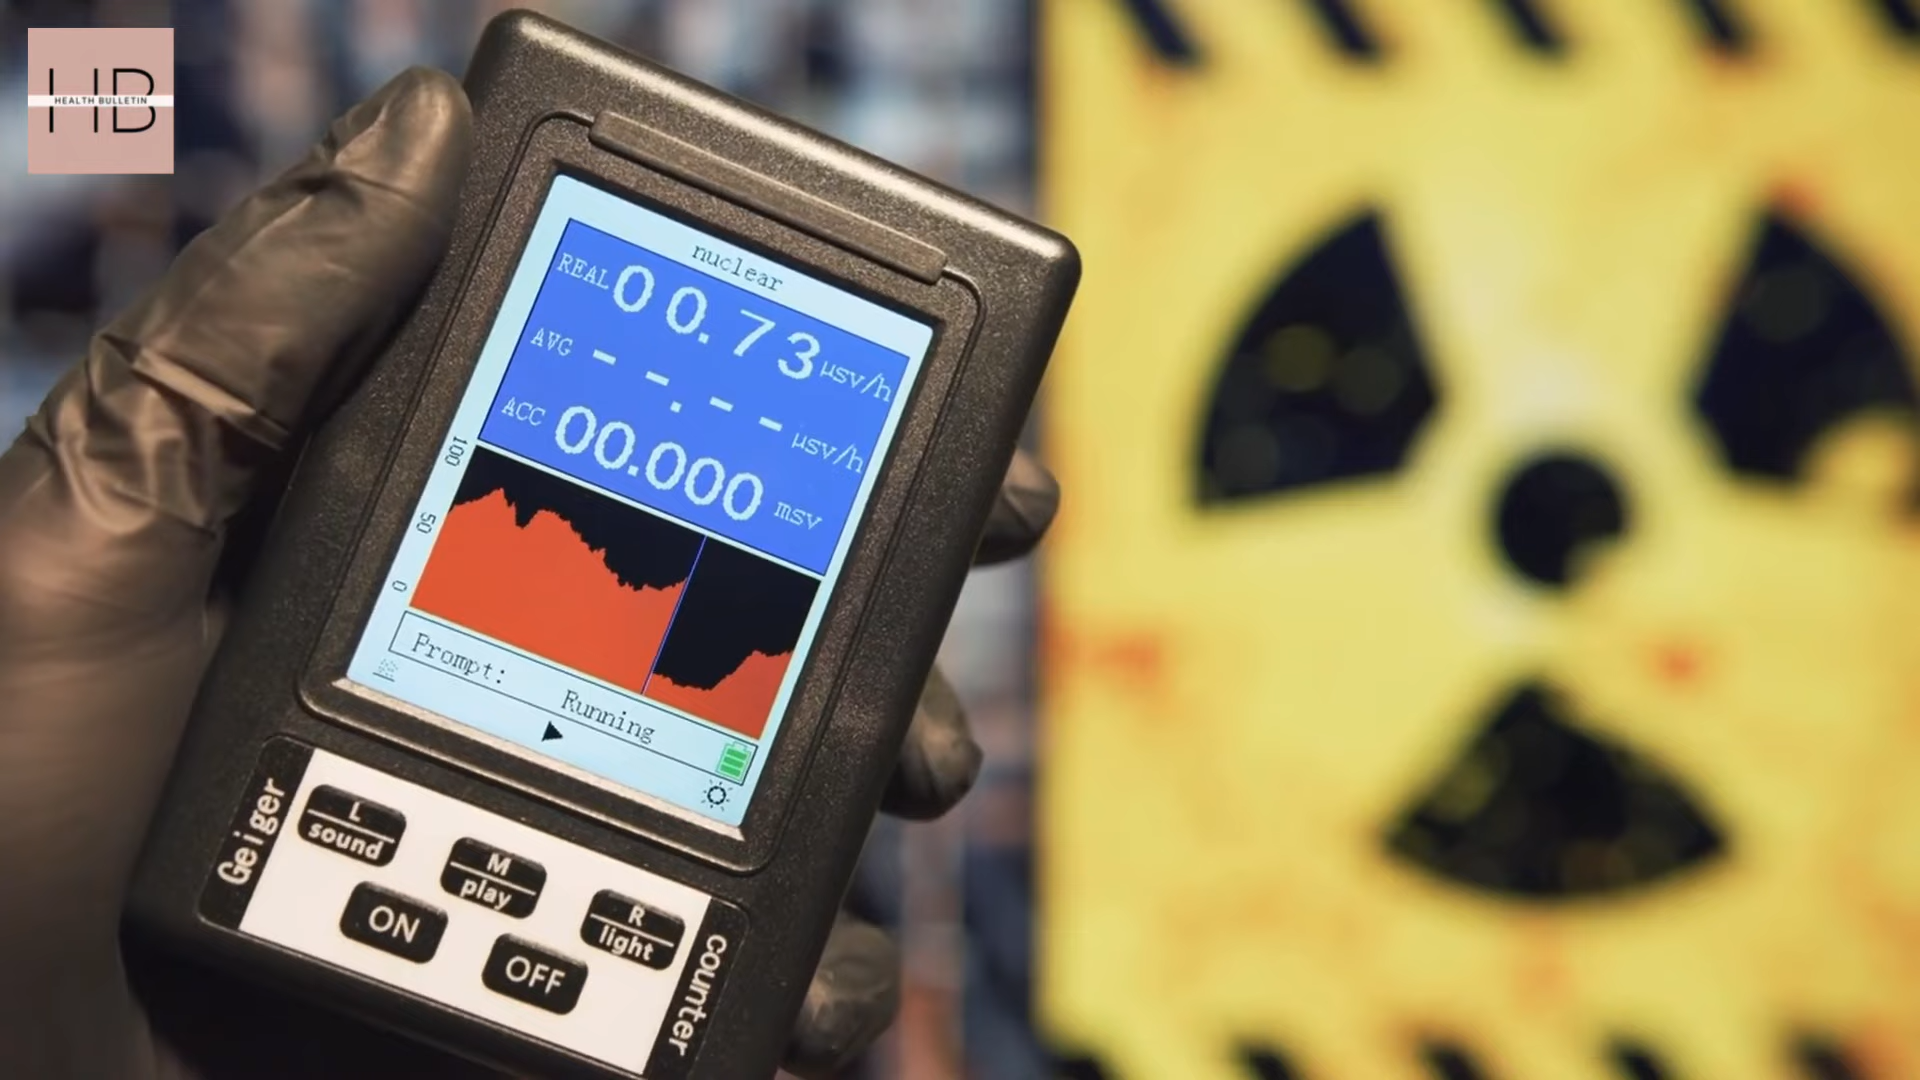 HB
HEALTH BULLETIN
nuclear
REAL 00.73 µsv/h
AVG --.-- µsv/h
ACC 00.000 msv
100
50
0
Prompt:
Running
Geiger
L
sound
M
play
R
light
ON
OFF
counter